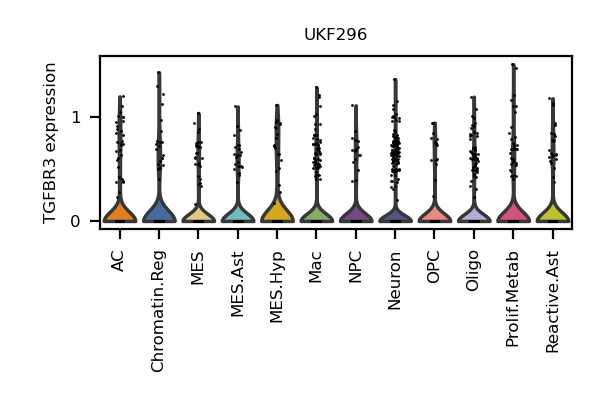 UKF296
TGFBR3 expression
1
0
AC
Chromatin.Reg
MES
MES.Ast
MES.Hyp
Mac
NPC
Neuron
OPC
Oligo
Prolif.Metab
Reactive.Ast